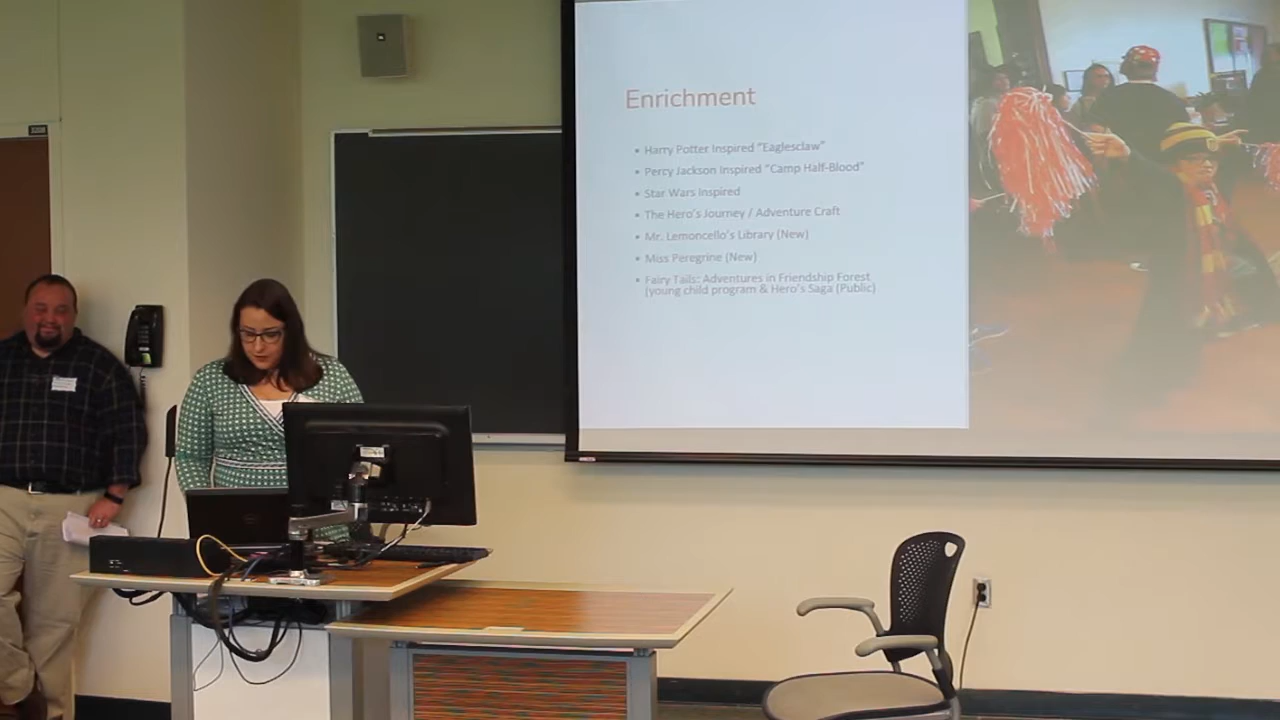 Enrichment
• Harry Potter Inspired “Eaglesclaw”
• Percy Jackson Inspired “Camp Half-Blood”
• Star Wars Inspired
• The Hero's Journey / Adventure Craft
• Mr. Lemoncello's Library (New)
• Miss Peregrine (New)
• Fairy Tails: Adventures in Friendship Forest
(young child program & Hero's Saga (Public)